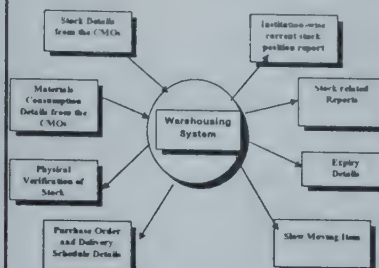 Stock Details
from the CMOs
Institution-wise
current stock
position report
Materials
Consumption
Details from the
CMOs
Stock related
Reports
Warehousing
System
Physical
Verification of
Stock
Expiry
Details
Purchase Order
and Delivery
Schedule Details
Slow Moving Item